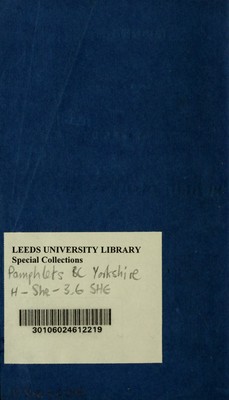 LEEDS UNIVERSITY LIBRARY
Special Collections
Pamphlets BC Yorkshire
H - She - 3.6 SHE
30106024612219